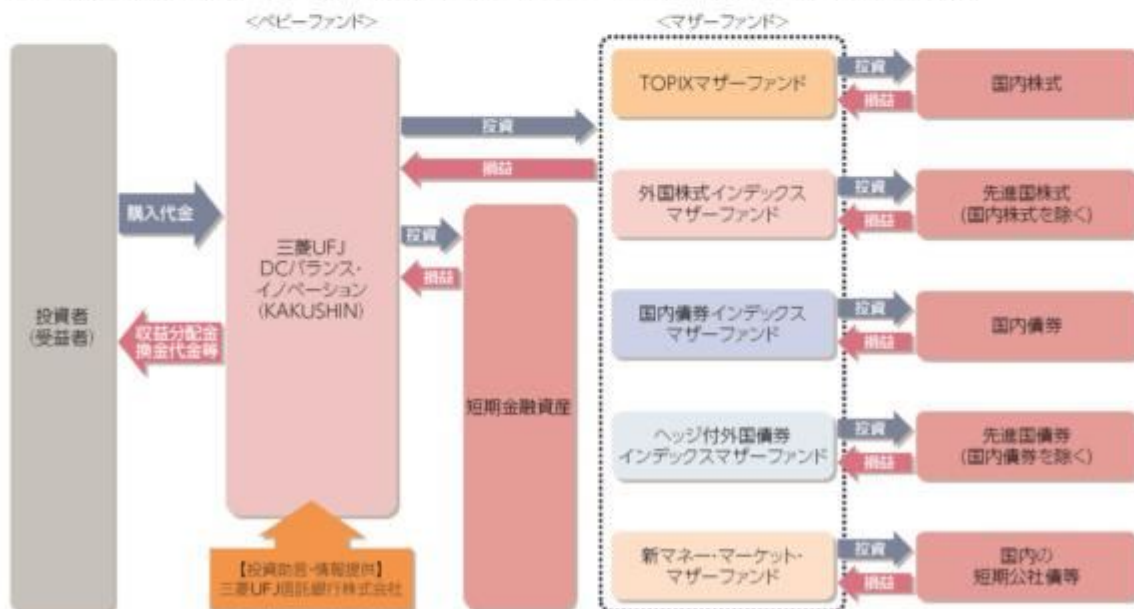 <ベビーファンド>
<マザーファンド>
投資者
(受益者)
購入代金
収益分配金
換金代金等
三菱UFJ
DCバランス・
イノベーション
(KAKUSHIN)
【投資助言・情報提供】
三菱UFJ信託銀行株式会社
投資
損益
投資
損益
短期金融資産
TOPIXマザーファンド
投資
損益
国内株式
外国株式インデックス
マザーファンド
投資
損益
先進国株式
(国内株式を除く)
国内債券インデックス
マザーファンド
投資
損益
国内債券
ヘッジ付外国債券
インデックスマザーファンド
投資
損益
先進国債券
(国内債券を除く)
新マネー・マーケット・
マザーファンド
投資
損益
国内の
短期公社債等